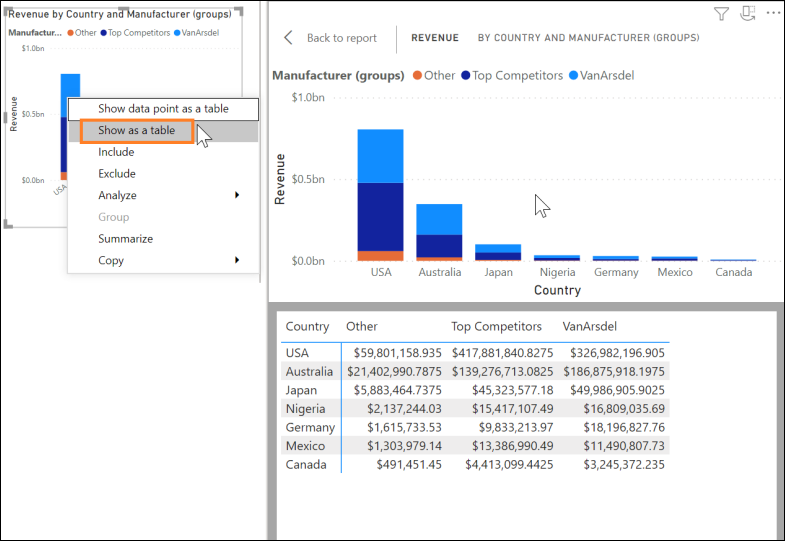 Revenue by Country and Manufacturer (groups)
Manufactur... Other Top Competitors VanArsdel
$1.0bn
$0.5bn
$0.0bn
Revenue
USA
Show data point as a table
Show as a table
Include
Exclude
Analyze
Group
Summarize
Copy
Back to report REVENUE BY COUNTRY AND MANUFACTURER (GROUPS)
Manufacturer (groups) Other Top Competitors VanArsdel
$1.0bn
$0.5bn
$0.0bn
Revenue
USA Australia Japan Nigeria Germany Mexico Canada
Country
Country Other Top Competitors VanArsdel
USA $59,801,158.935 $417,881,840.8275 $326,982,196.905
Australia $21,402,990.7875 $139,276,713.0825 $186,875,918.1975
Japan $5,883,464.7375 $45,323,577.18 $49,986,905.9025
Nigeria $2,137,244.03 $15,417,107.49 $16,809,035.69
Germany $1,615,733.53 $9,833,213.97 $18,196,827.76
Mexico $1,303,979.14 $13,386,990.49 $11,490,807.73
Canada $491,451.45 $4,413,099.4425 $3,245,372.235